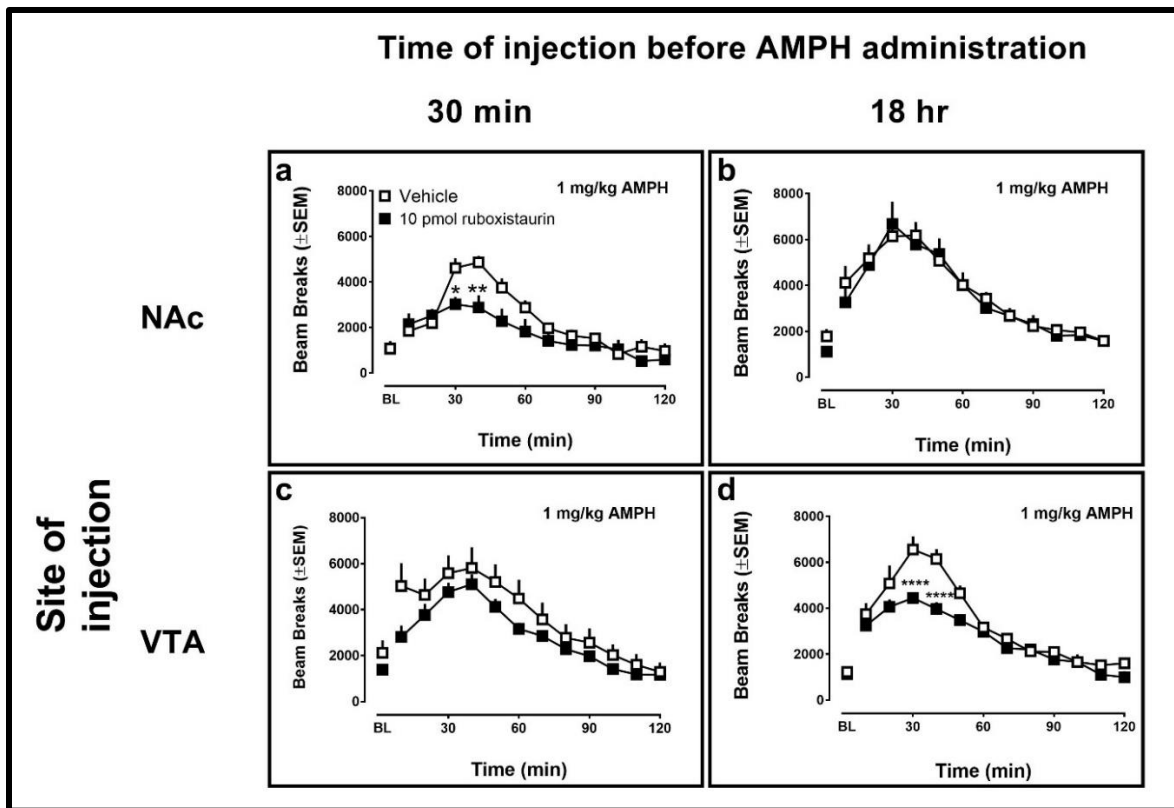 Time of injection before AMPH administration
30 min
18 hr
Site of
injection
NAc
VTA
a
1 mg/kg AMPH
Vehicle
10 pmol ruboxistaurin
Beam Breaks (±SEM)
8000
6000
4000
2000
0
* **
BL 30 60 90 120
Time (min)
b
1 mg/kg AMPH
Beam Breaks (±SEM)
8000
6000
4000
2000
0
BL 30 60 90 120
Time (min)
c
1 mg/kg AMPH
Beam Breaks (±SEM)
8000
6000
4000
2000
0
BL 30 60 90 120
Time (min)
d
1 mg/kg AMPH
Beam Breaks (±SEM)
8000
6000
4000
2000
0
**** ****
BL 30 60 90 120
Time (min)